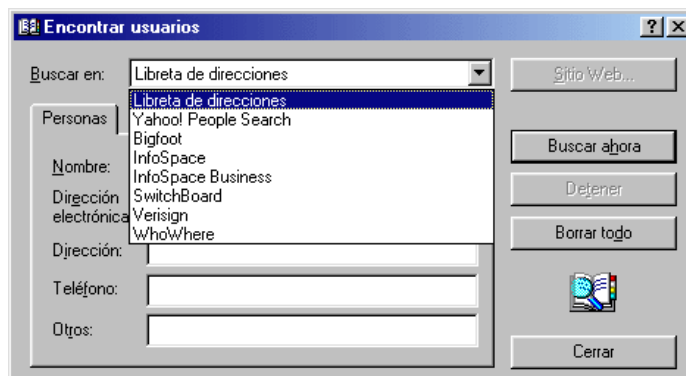 Encontrar usuarios
Buscar en: Libreta de direcciones
Sitio Web...
Libreta de direcciones
Yahoo! People Search
Bigfoot
InfoSpace
InfoSpace Business
SwitchBoard
Verisign
WhoWhere
Personas
Nombre:
Dirección
electrónica
Dirección:
Teléfono:
Otros:
Buscar ahora
Detener
Borrar todo
Cerrar